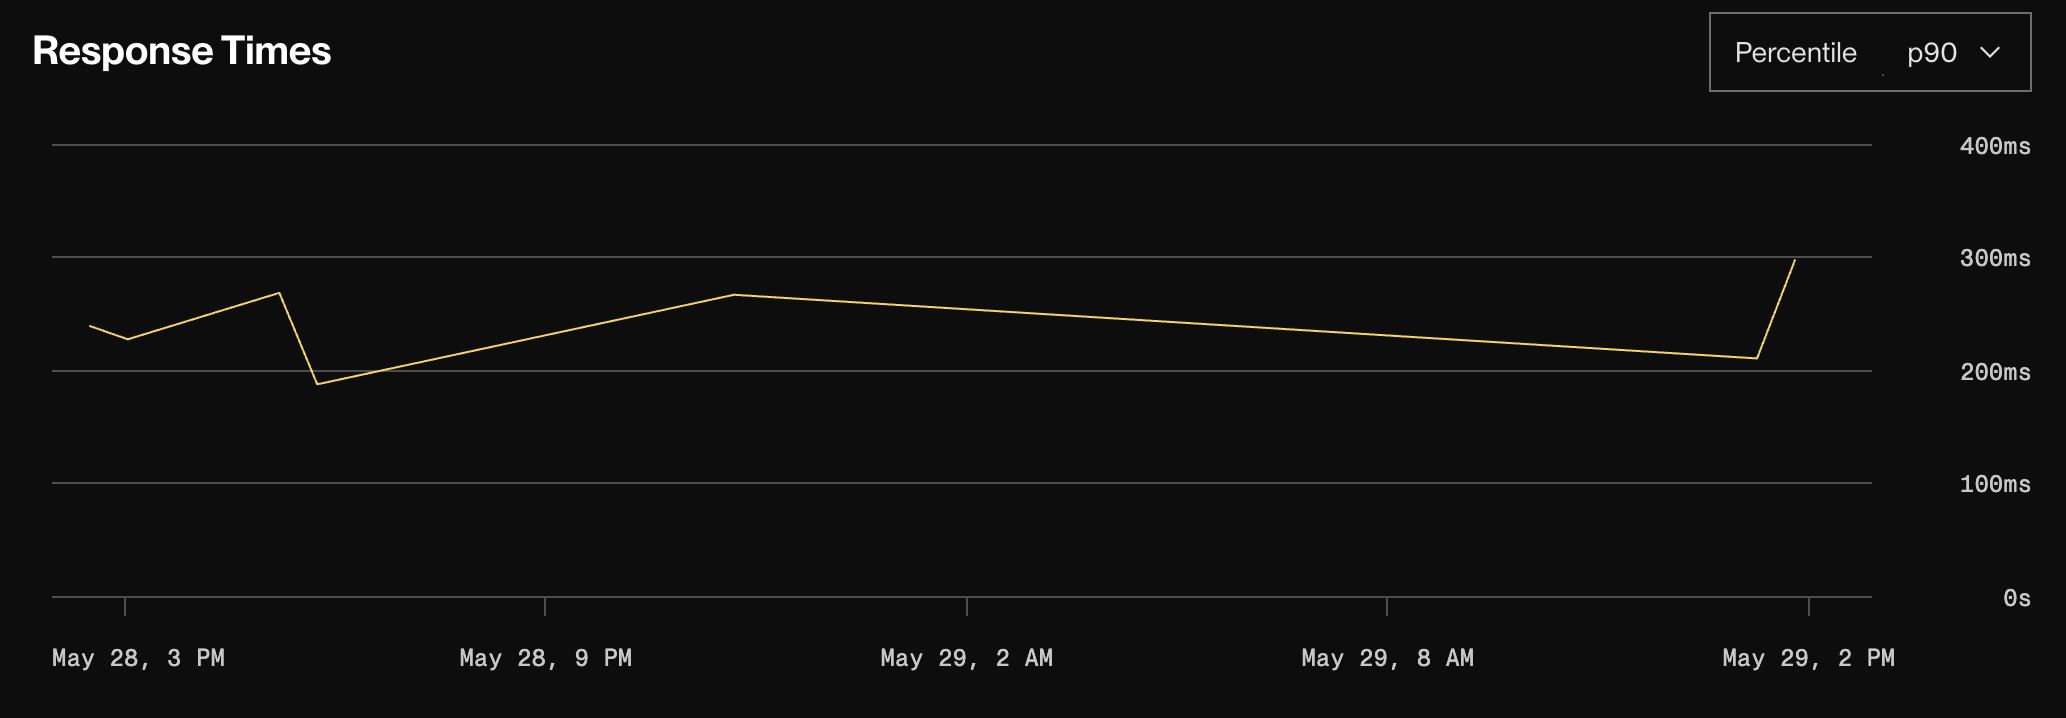 Response Times
Percentile p90
400ms
300ms
200ms
100ms
0s
May 28, 3 PM May 28, 9 PM May 29, 2 AM May 29, 8 AM May 29, 2 PM